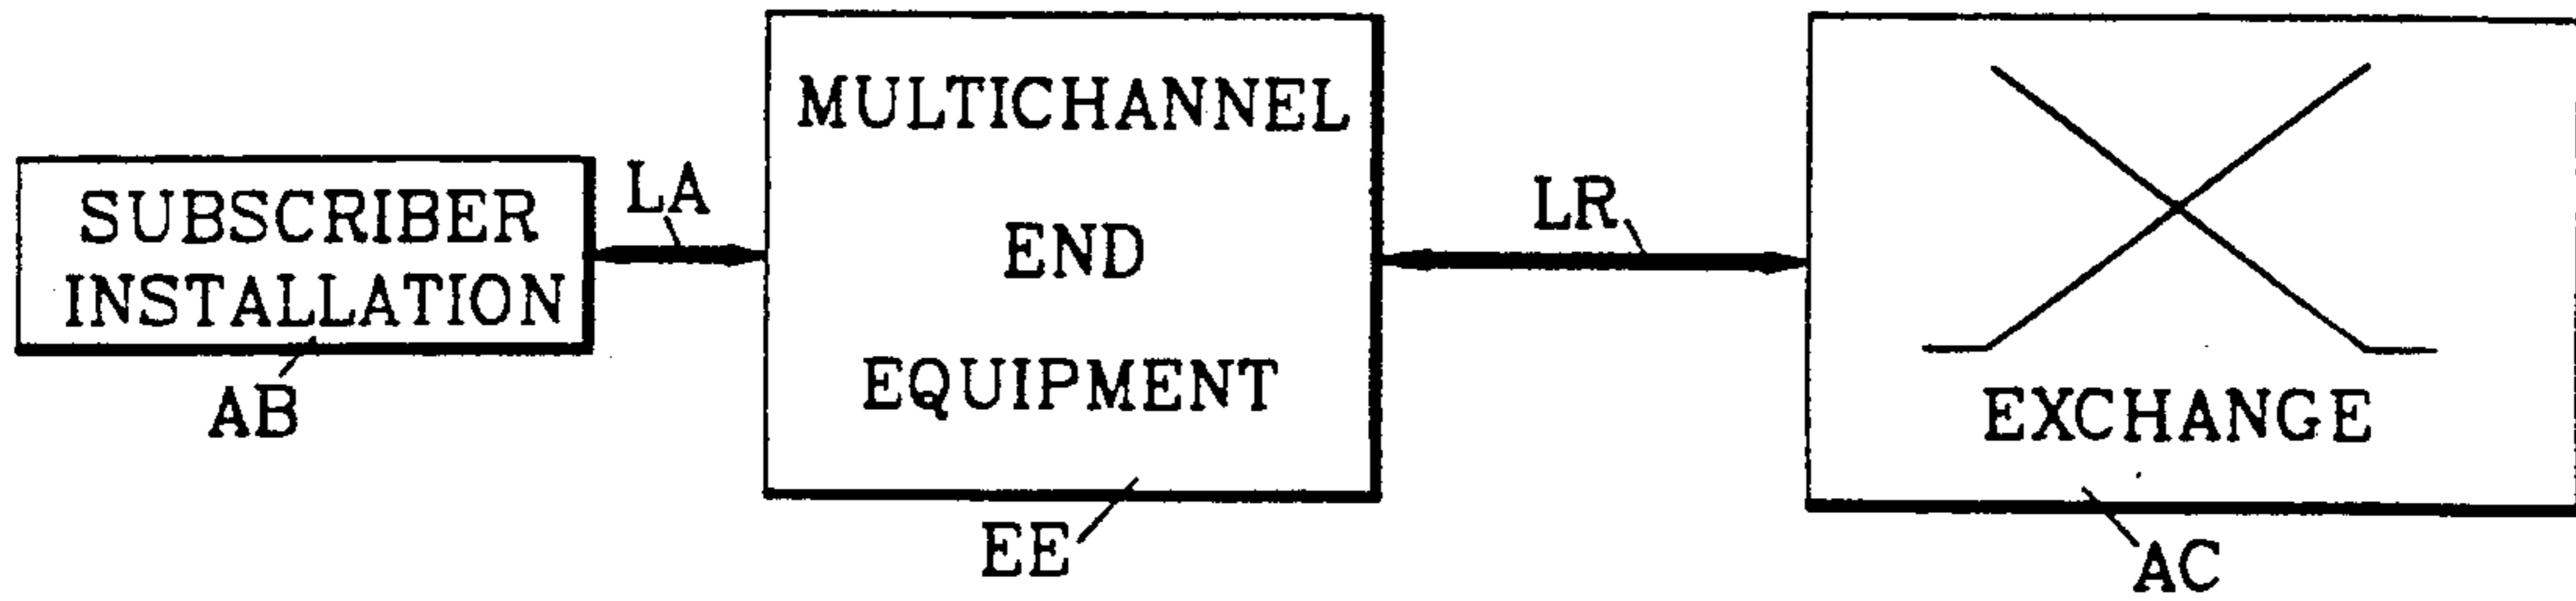 SUBSCRIBER
INSTALLATION
AB
LA
MULTICHANNEL
END
EQUIPMENT
EE
LR
EXCHANGE
AC